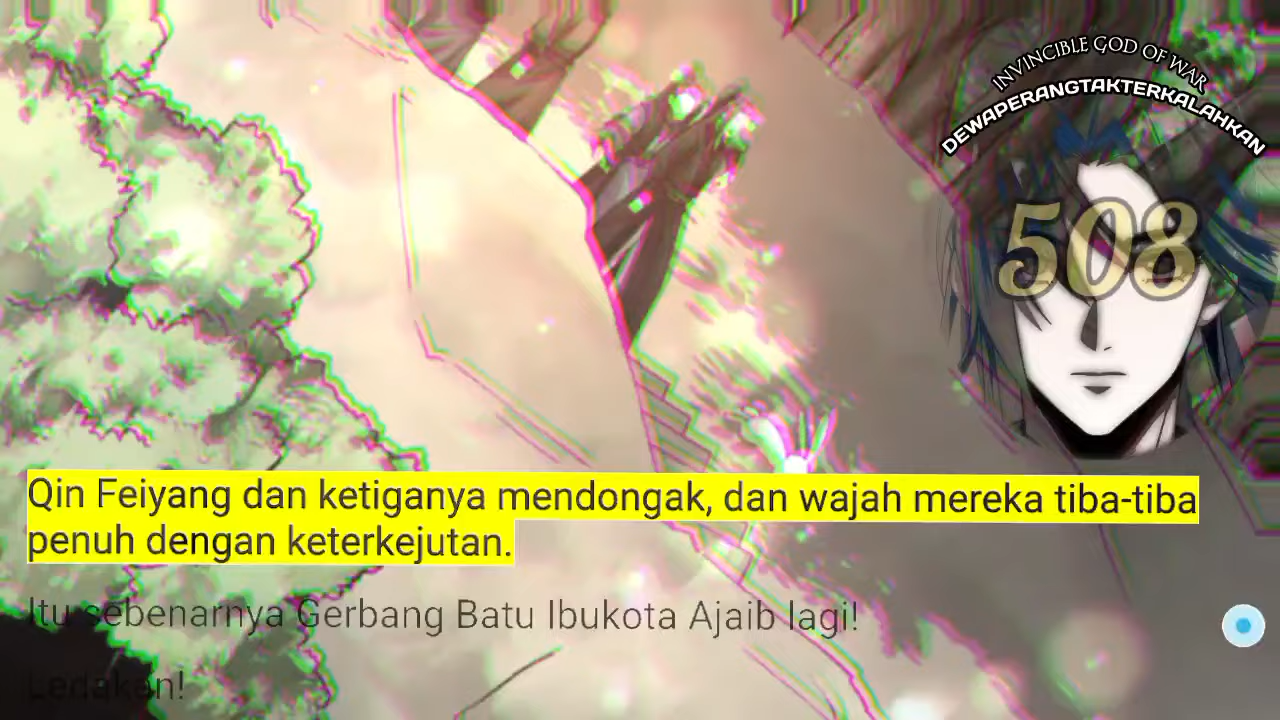 INVINCIBLE GOD OF WAR
DEWAPERANGTAKTERKALAHKAN
508
Qin Feiyang dan ketiganya mendongak, dan wajah mereka tiba-tiba
penuh dengan keterkejutan.
Itu sebenarnya Gerbang Batu Ibukota Ajaib lagi!
Ledakan!